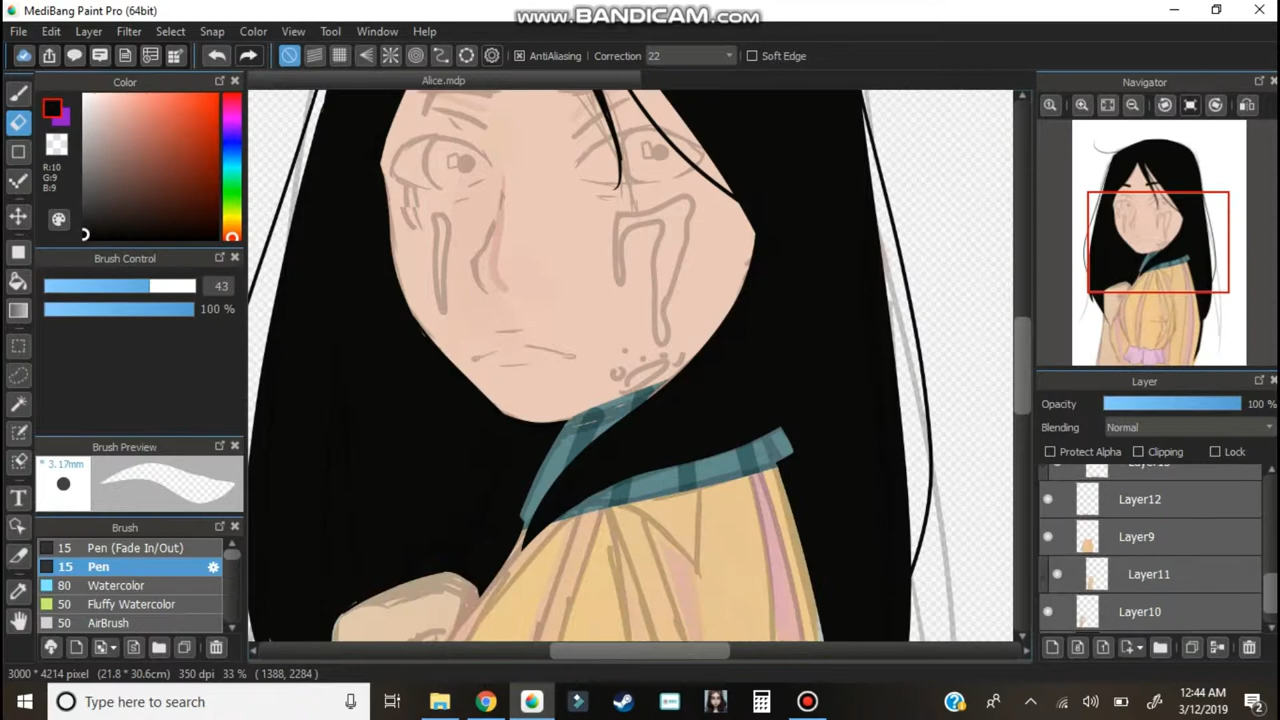 MediBang Paint Pro (64bit)
www.BANDICAM.com
File Edit Layer Filter Select Snap Color View Tool Window Help
AntiAliasing Correction 22 Soft Edge
Color
Alice.mdp
Navigator
R:10
G:9
B:9
Brush Control
43
100 %
Brush Preview
* 3.17mm
Brush
15 Pen (Fade In/Out)
15 Pen
80 Watercolor
50 Fluffy Watercolor
50 AirBrush
Layer
Opacity 100 %
Blending Normal
Protect Alpha Clipping Lock
Layer12
Layer9
Layer11
Layer10
3000 * 4214 pixel (21.8 * 30.6cm) 350 dpi 33 % ( 1388, 2284 )
Type here to search
12:44 AM
3/12/2019
2